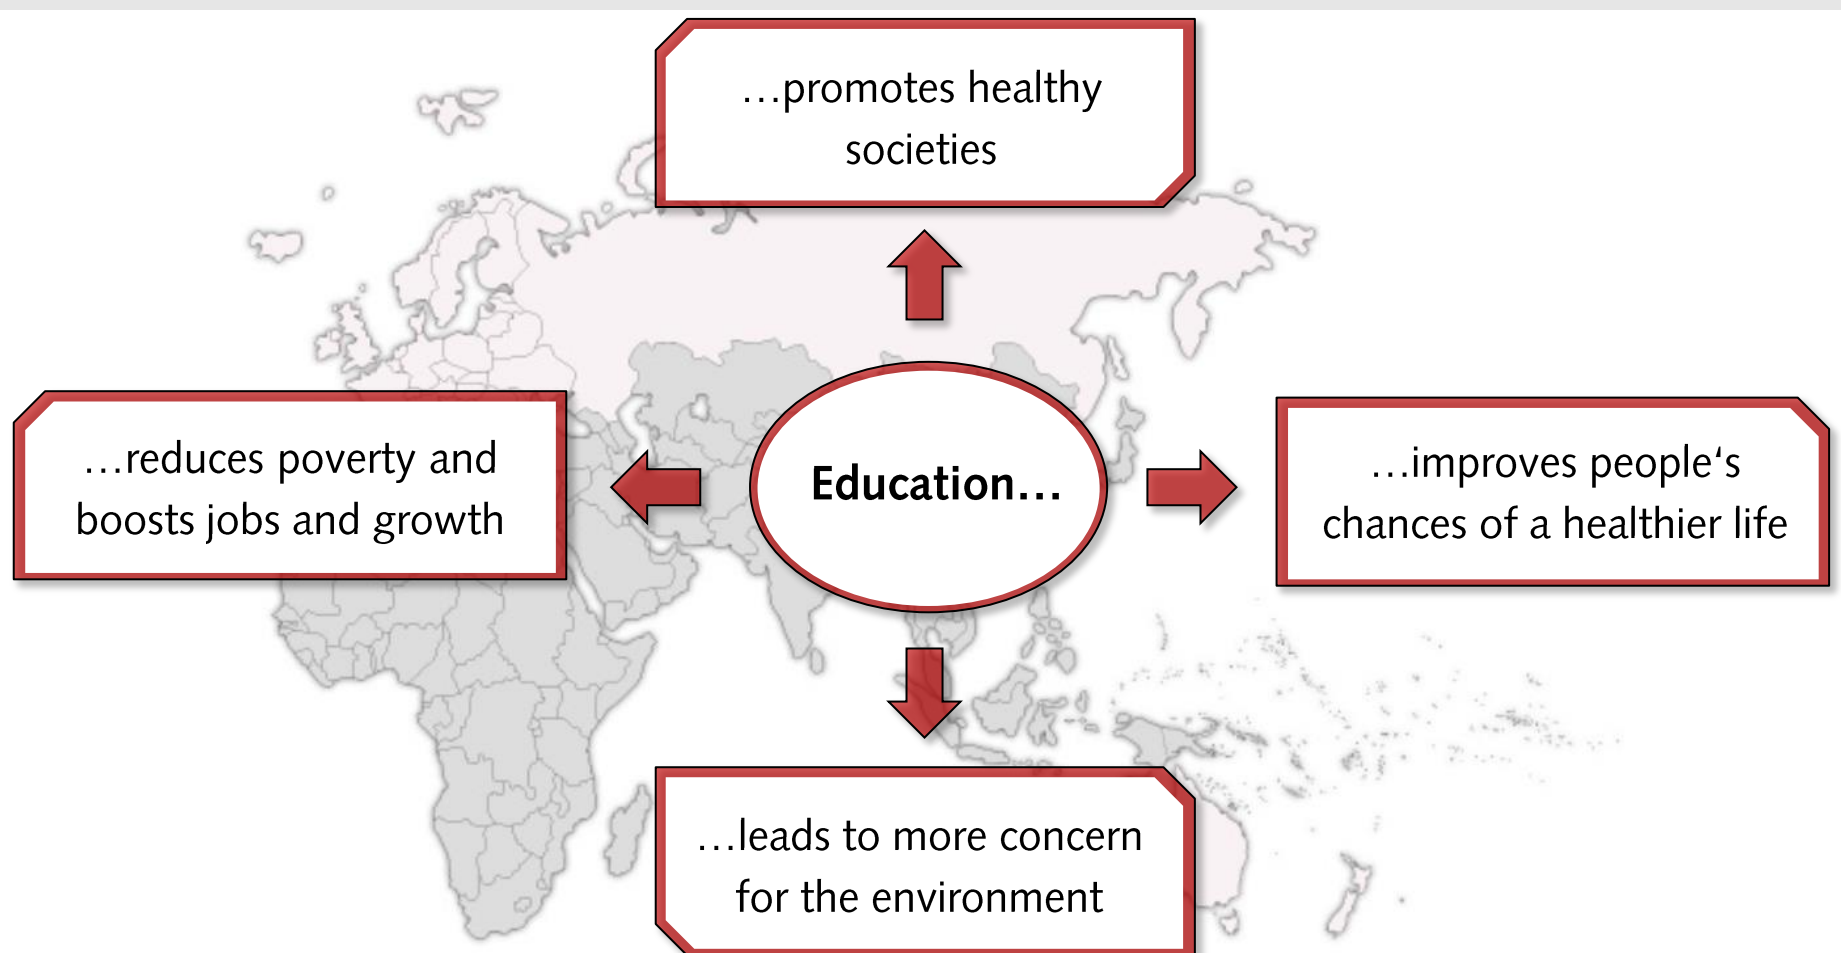 …promotes healthy
societies
…reduces poverty and
boosts jobs and growth
Education…
…improves people‘s
chances of a healthier life
…leads to more concern
for the environment